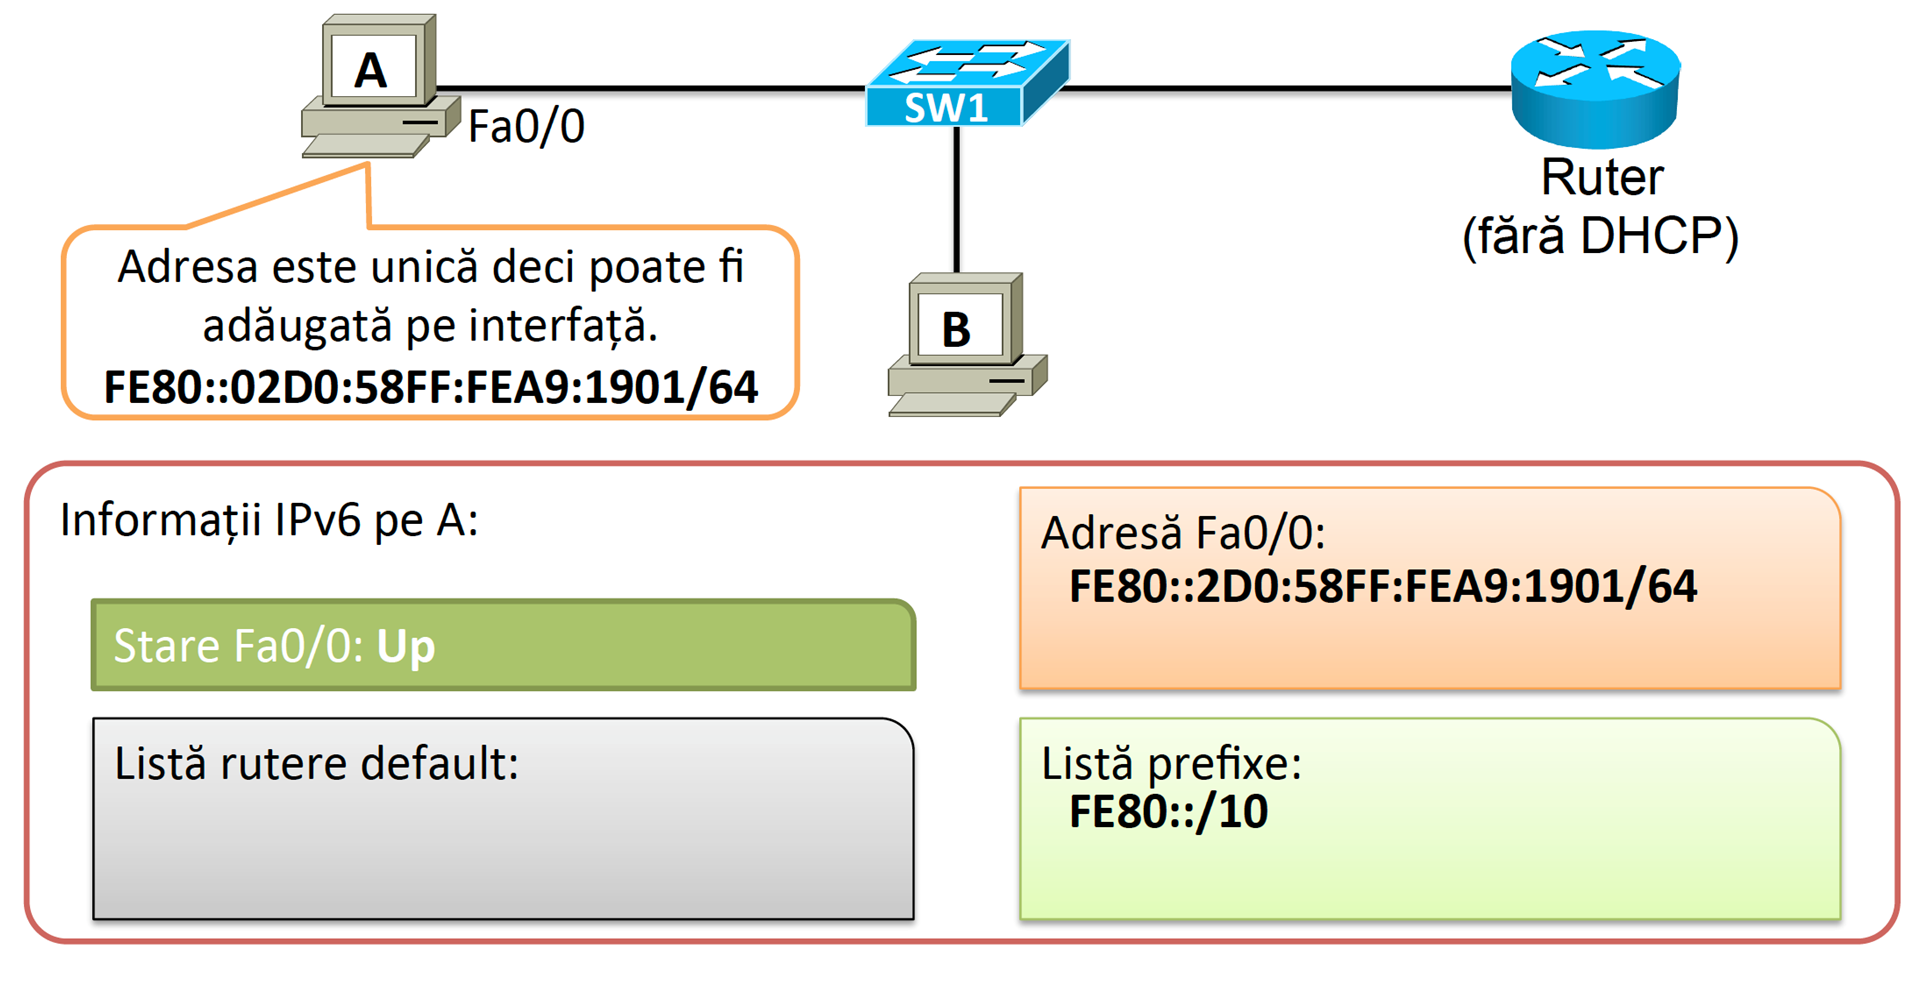 A
Fa0/0
SW1
Ruter
(fără DHCP)
Adresa este unică deci poate fi
adăugată pe interfață.
FE80::02D0:58FF:FEA9:1901/64
B
Informații IPv6 pe A:
Stare Fa0/0: Up
Adresă Fa0/0:
FE80::2D0:58FF:FEA9:1901/64
Listă rutere default:
Listă prefixe:
FE80::/10